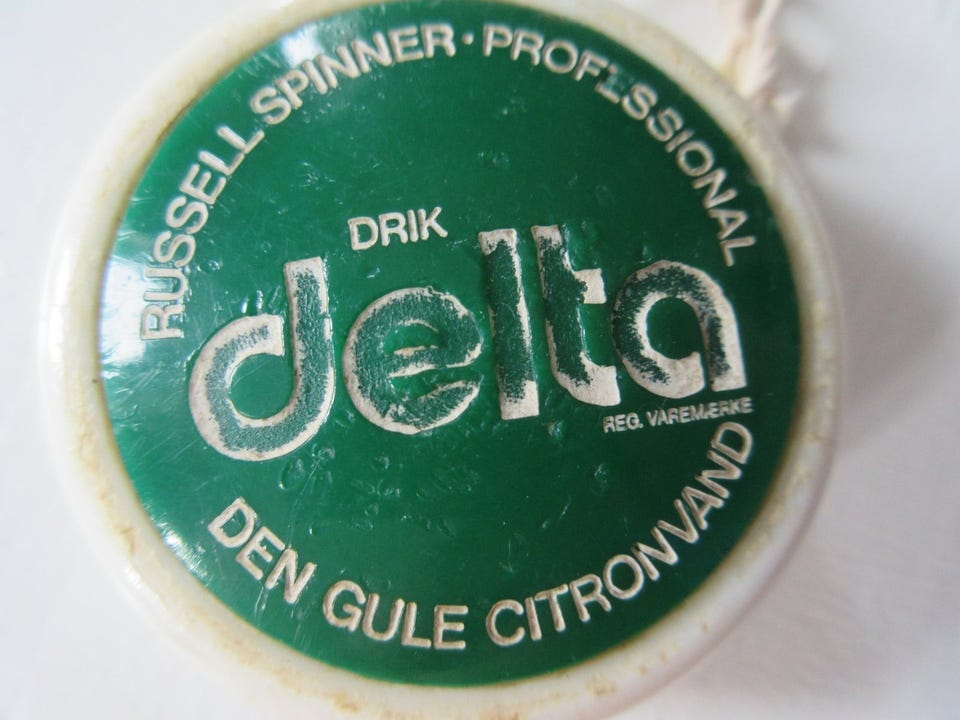 RUSSELL SPINNER · PROFESSIONAL
DRIK
delta
REG. VAREMÆRKE
DEN GULE CITRONVAND